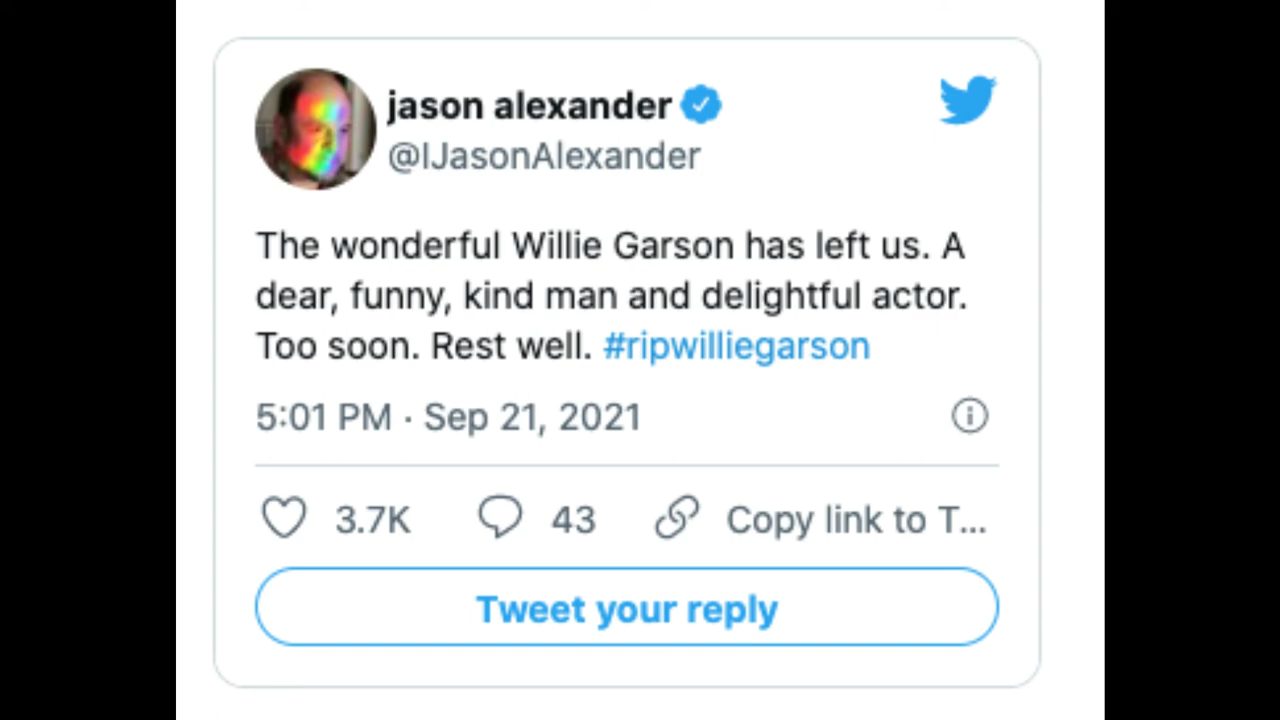 jason alexander
@IJasonAlexander
The wonderful Willie Garson has left us. A
dear, funny, kind man and delightful actor.
Too soon. Rest well. #ripwilliegarson
5:01 PM · Sep 21, 2021
3.7K 43 Copy link to T...
Tweet your reply